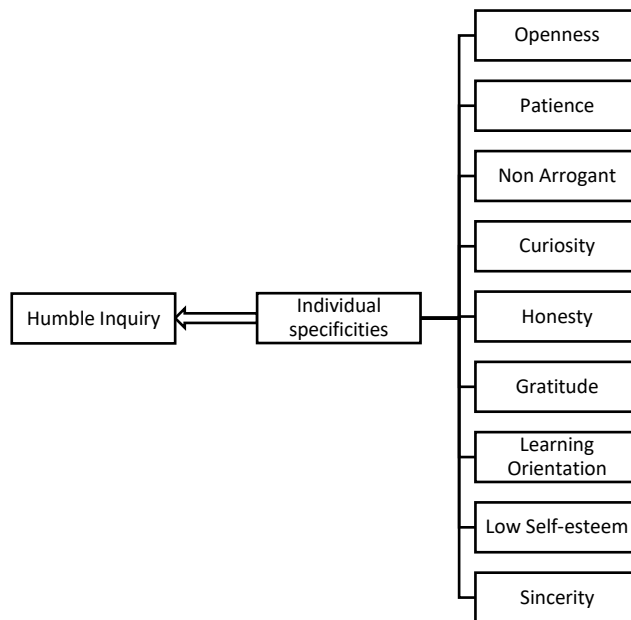 Openness
Patience
Non Arrogant
Curiosity
Humble Inquiry
Individual
specificities
Honesty
Gratitude
Learning
Orientation
Low Self-esteem
Sincerity